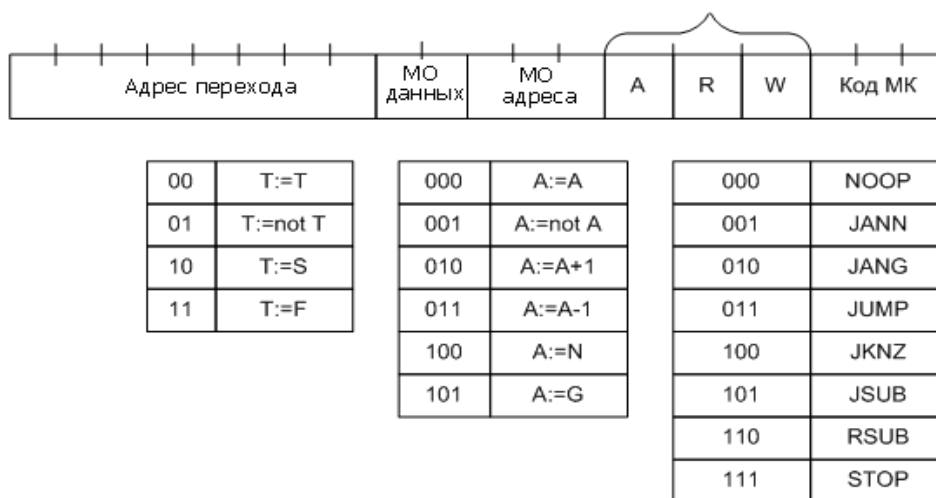 Адрес перехода МО данных МО адреса A R W Код МК
00 T:=T 000 A:=A 000 NOOP
01 T:=not T 001 A:=not A 001 JANN
10 T:=S 010 A:=A+1 010 JANG
11 T:=F 011 A:=A-1 011 JUMP
100 A:=N 100 JKNZ
101 A:=G 101 JSUB
110 RSUB
111 STOP